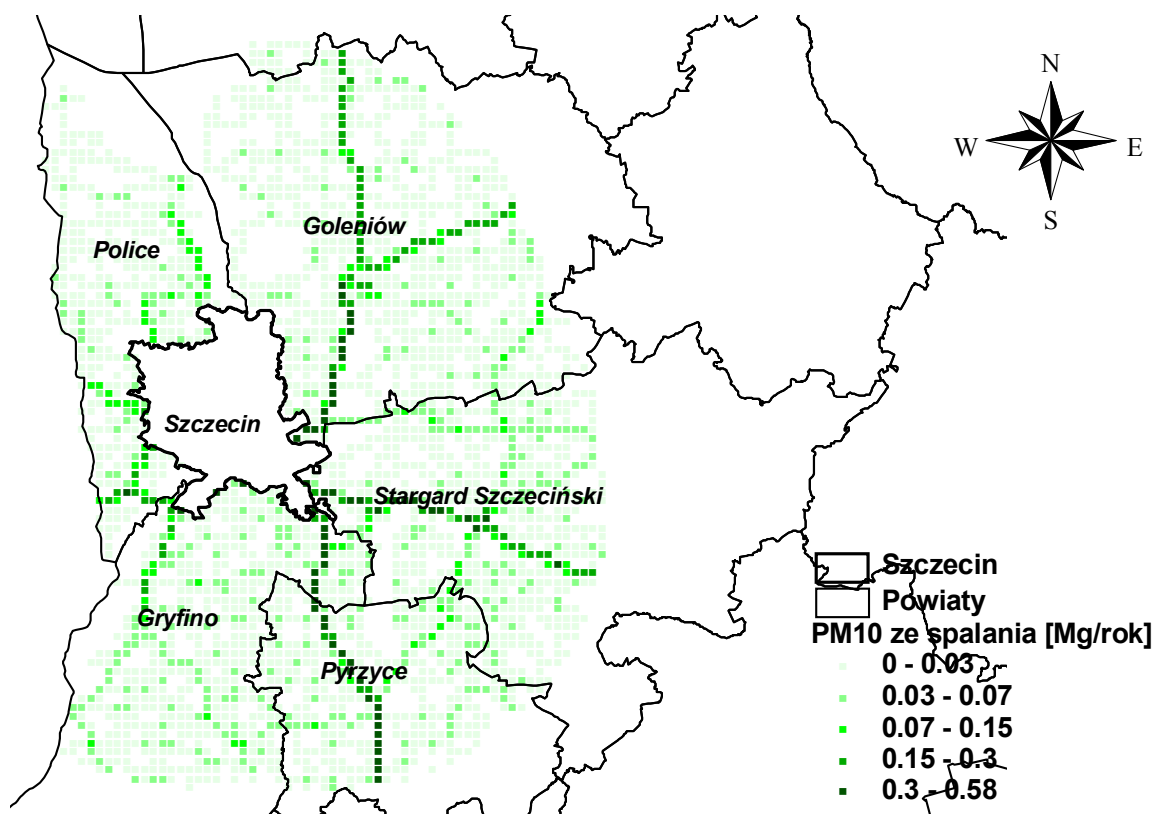 N
W
E
S
Goleniów
Police
Szczecin
Stargard Szczeciński
Gryfino
Pyrzyce
Szczecin
Powiaty
PM10 ze spalania [Mg/rok]
0 - 0.03
0.03 - 0.07
0.07 - 0.15
0.15 - 0.3
0.3 - 0.58